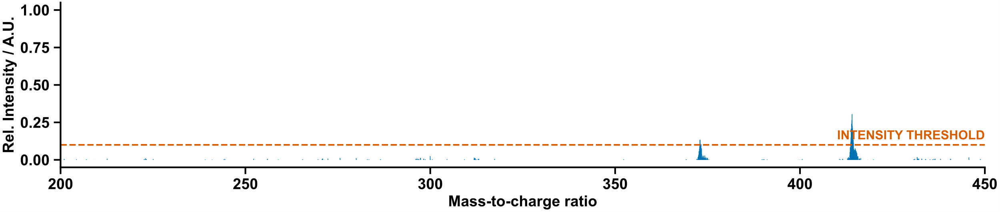 Rel. Intensity / A.U.
1.00
0.75
0.50
0.25
0.00
INTENSITY THRESHOLD
200 250 300 350 400 450
Mass-to-charge ratio